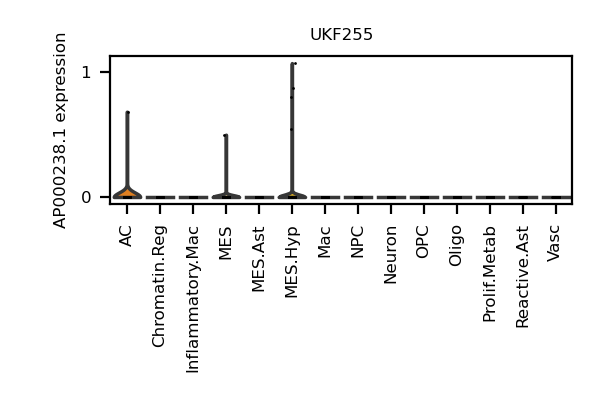 UKF255
AP000238.1 expression
1
0
AC
Chromatin.Reg
Inflammatory.Mac
MES
MES.Ast
MES.Hyp
Mac
NPC
Neuron
OPC
Oligo
Prolif.Metab
Reactive.Ast
Vasc